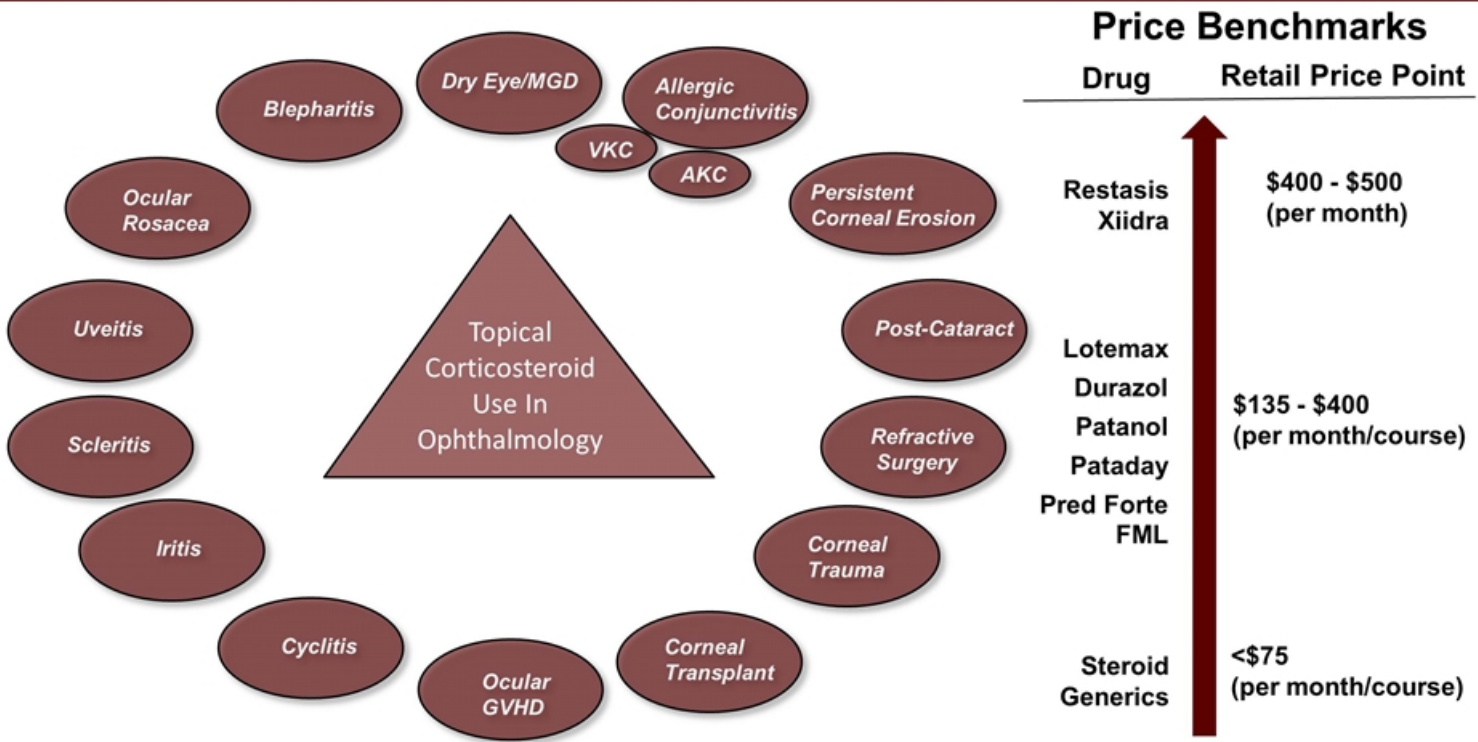 Price Benchmarks
Drug
Retail Price Point
Dry Eye/MGD
Allergic
Conjunctivitis
VKC
AKC
Persistent
Corneal Erosion
Post-Cataract
Refractive
Surgery
Corneal
Trauma
Corneal
Transplant
Ocular
GVHD
Cyclitis
Iritis
Scleritis
Uveitis
Ocular
Rosacea
Blepharitis
Topical
Corticosteroid
Use In
Ophthalmology
Restasis
Xiidra
$400 - $500
(per month)
Lotemax
Durazol
Patanol
Pataday
Pred Forte
FML
$135 - $400
(per month/course)
Steroid
Generics
<$75
(per month/course)